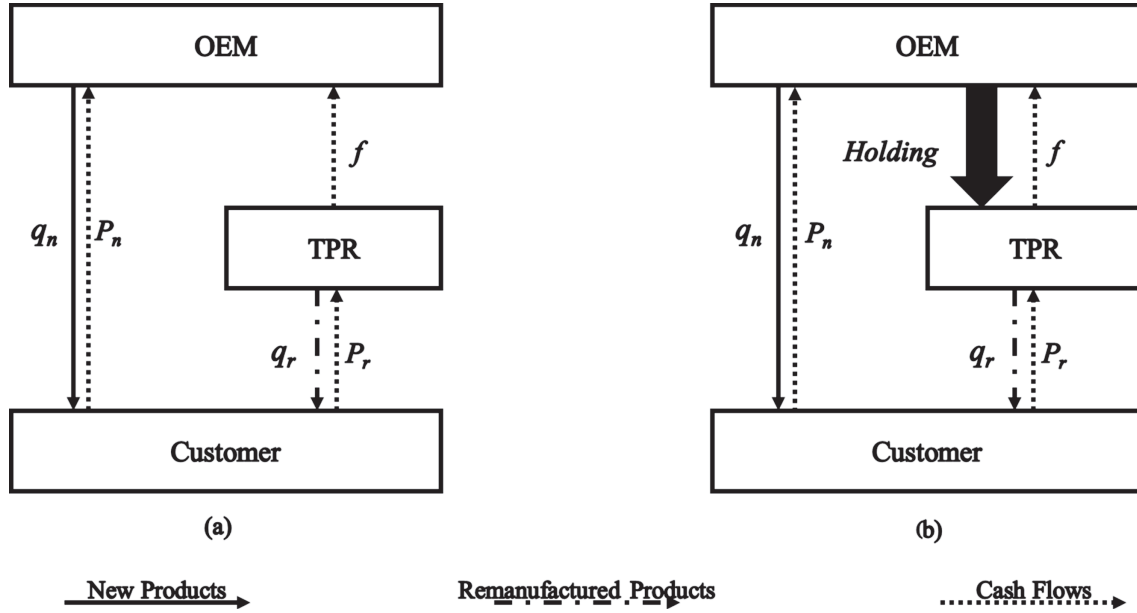 OEM
f
q_n P_n
TPR
q_r P_r
Customer
(a)
OEM
Holding f
q_n P_n
TPR
q_r P_r
Customer
(b)
New Products
Remanufactured Products
Cash Flows